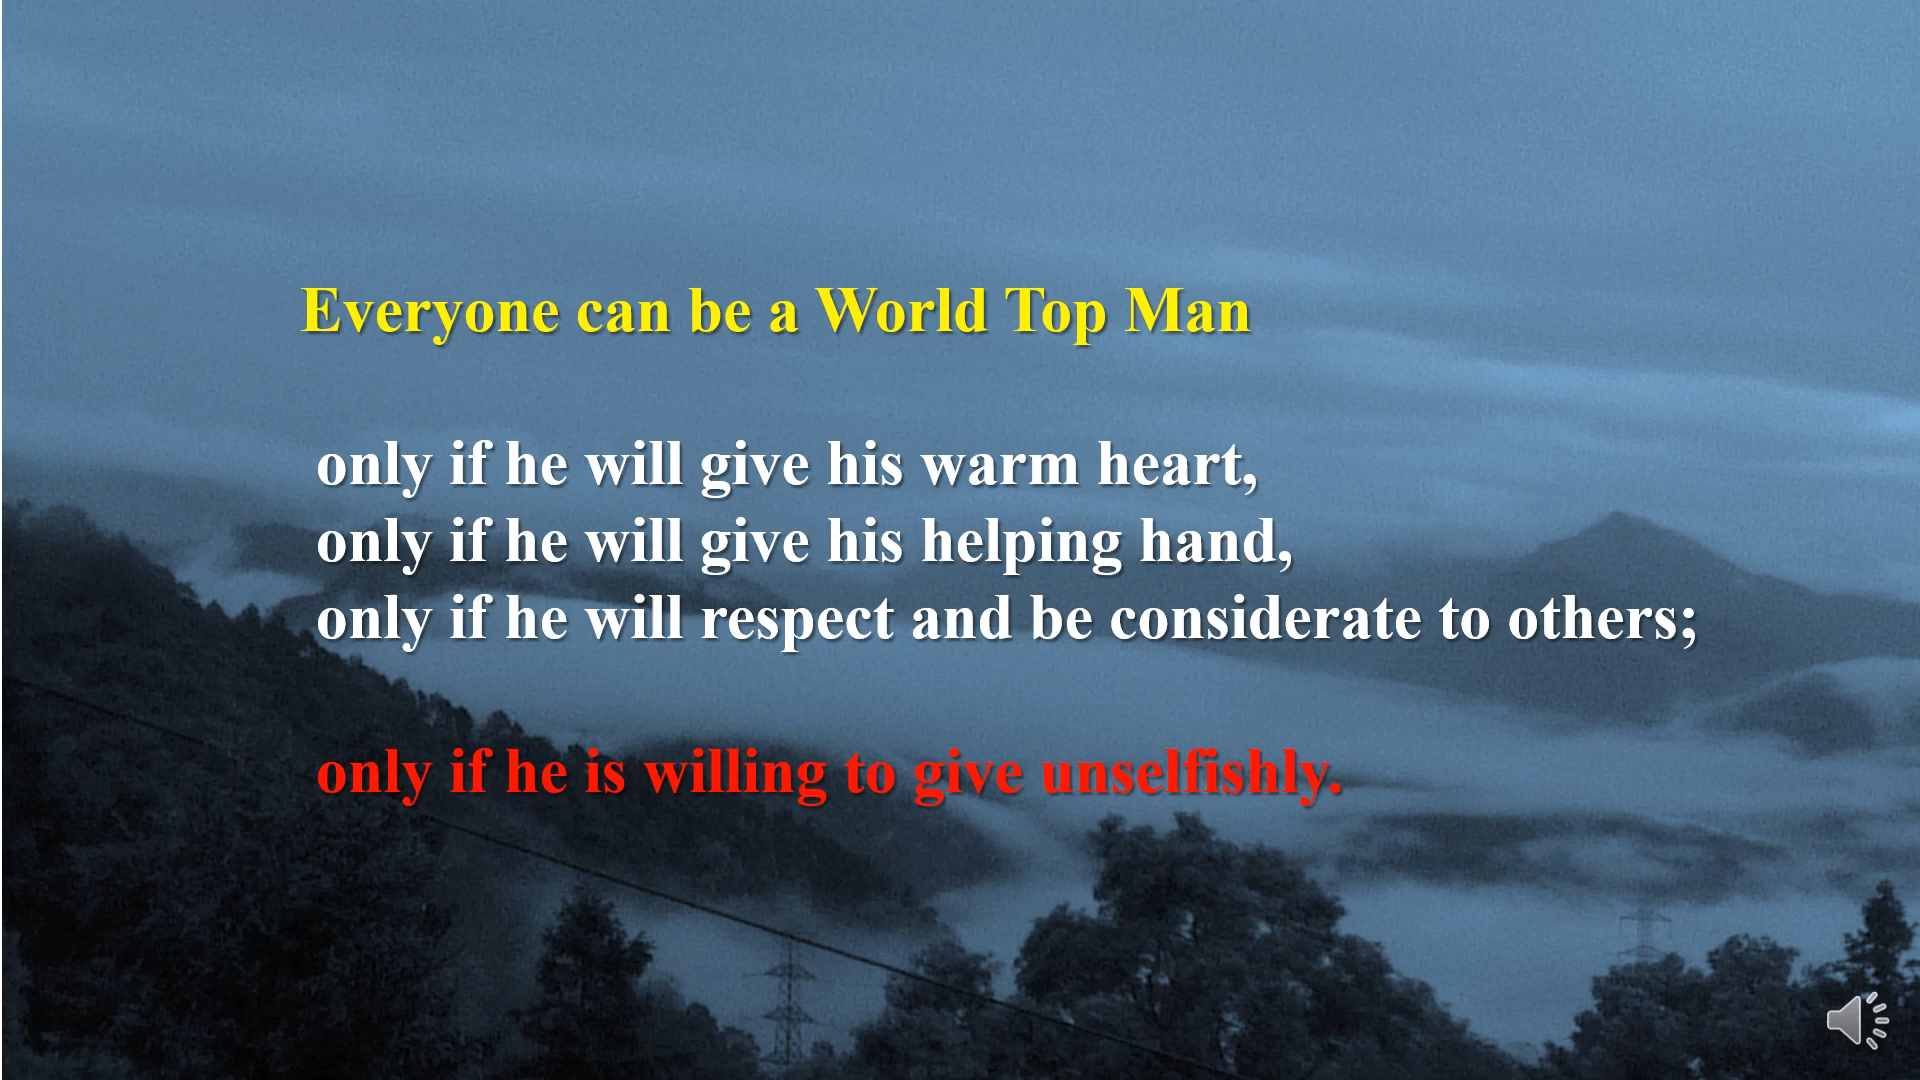 Everyone can be a World Top Man
only if he will give his warm heart,
only if he will give his helping hand,
only if he will respect and be considerate to others;
only if he is willing to give unselfishly.